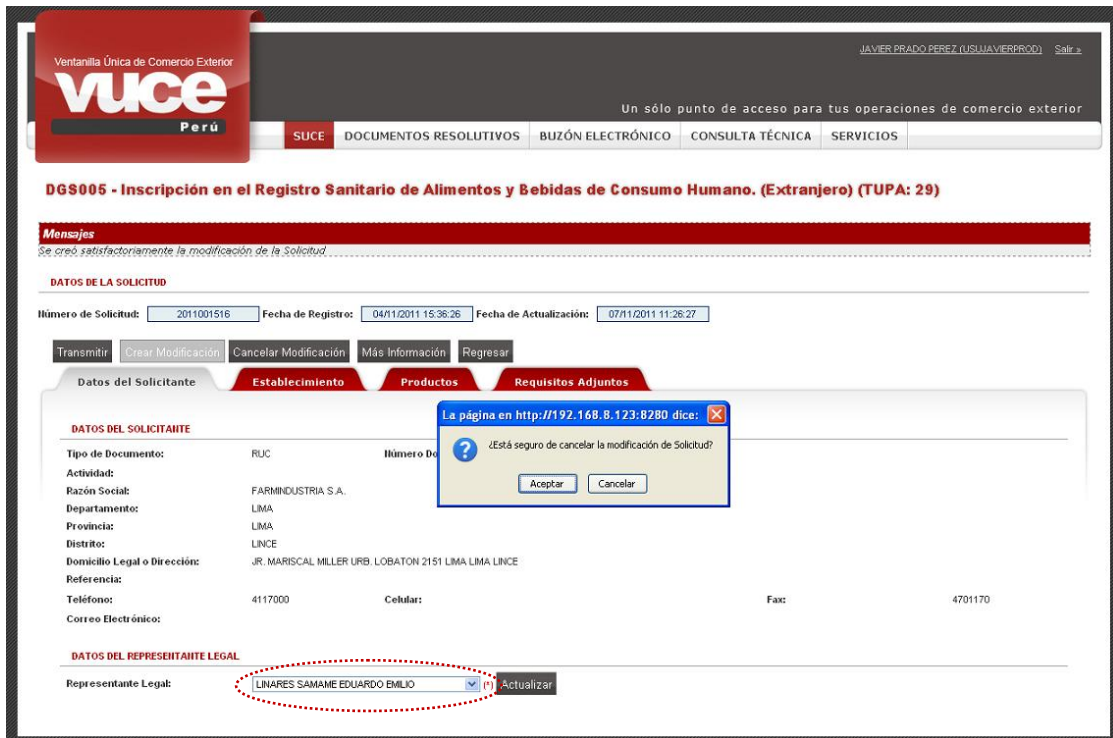 Ventanilla Única de Comercio Exterior
vuce
Perú
JAVIER PRADO PEREZ (USUJAVIERPROD) Salir »
Un sólo punto de acceso para tus operaciones de comercio exterior
SUCE DOCUMENTOS RESOLUTIVOS BUZÓN ELECTRÓNICO CONSULTA TÉCNICA SERVICIOS
DGS005 - Inscripción en el Registro Sanitario de Alimentos y Bebidas de Consumo Humano. (Extranjero) (TUPA: 29)
Mensajes
Se creó satisfactoriamente la modificación de la Solicitud
DATOS DE LA SOLICITUD
Número de Solicitud: 2011001516 Fecha de Registro: 04/11/2011 15:36:26 Fecha de Actualización: 07/11/2011 11:26:27
Transmitir Crear Modificación Cancelar Modificación Más Información Regresar
Datos del Solicitante Establecimiento Productos Requisitos Adjuntos
La página en http://192.168.8.123:8280 dice:
¿Está seguro de cancelar la modificación de Solicitud?
Aceptar Cancelar
DATOS DEL SOLICITANTE
Tipo de Documento: RUC Número Do
Actividad:
Razón Social: FARMINDUSTRIA S.A.
Departamento: LIMA
Provincia: LIMA
Distrito: LINCE
Domicilio Legal o Dirección: JR. MARISCAL MILLER URB. LOBATON 2151 LIMA LIMA LINCE
Referencia:
Teléfono: 4117000 Celular: Fax: 4701170
Correo Electrónico:
DATOS DEL REPRESENTANTE LEGAL
Representante Legal: LINARES SAMAME EDUARDO EMILIO (*) Actualizar